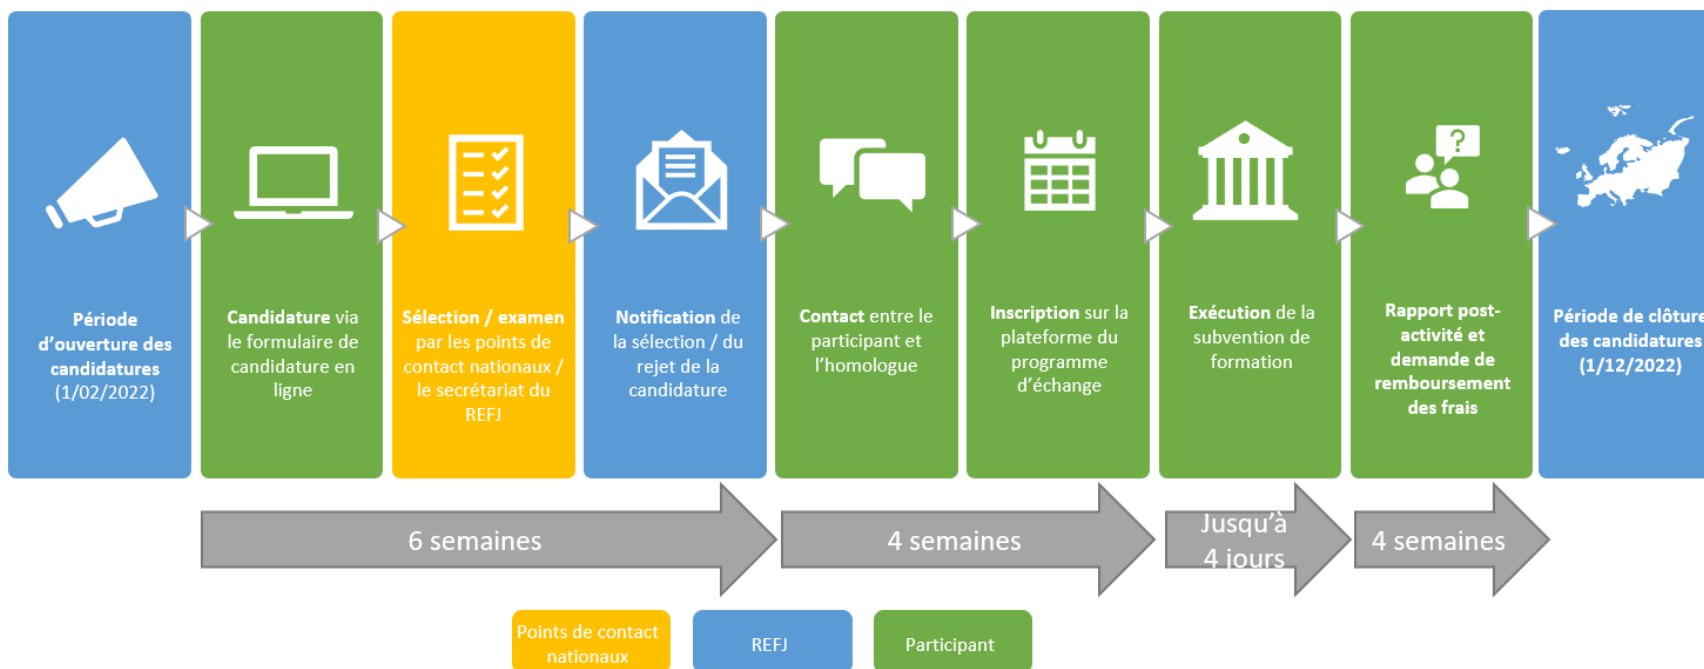 Période
d'ouverture des
candidatures
(1/02/2022)
Candidature via
le formulaire de
candidature en
ligne
Sélection / examen
par les points de
contact nationaux /
le secrétariat du
REFJ
Notification de
la sélection / du
rejet de la
candidature
Contact entre le
participant et
l'homologue
Inscription sur la
plateforme du
programme
d'échange
Exécution de la
subvention de
formation
Rapport post-
activité et
demande de
remboursement
des frais
Période de clôture
des candidatures
(1/12/2022)
?
6 semaines
4 semaines
Jusqu'à
4 jours
4 semaines
Points de contact
nationaux
REFJ
Participant